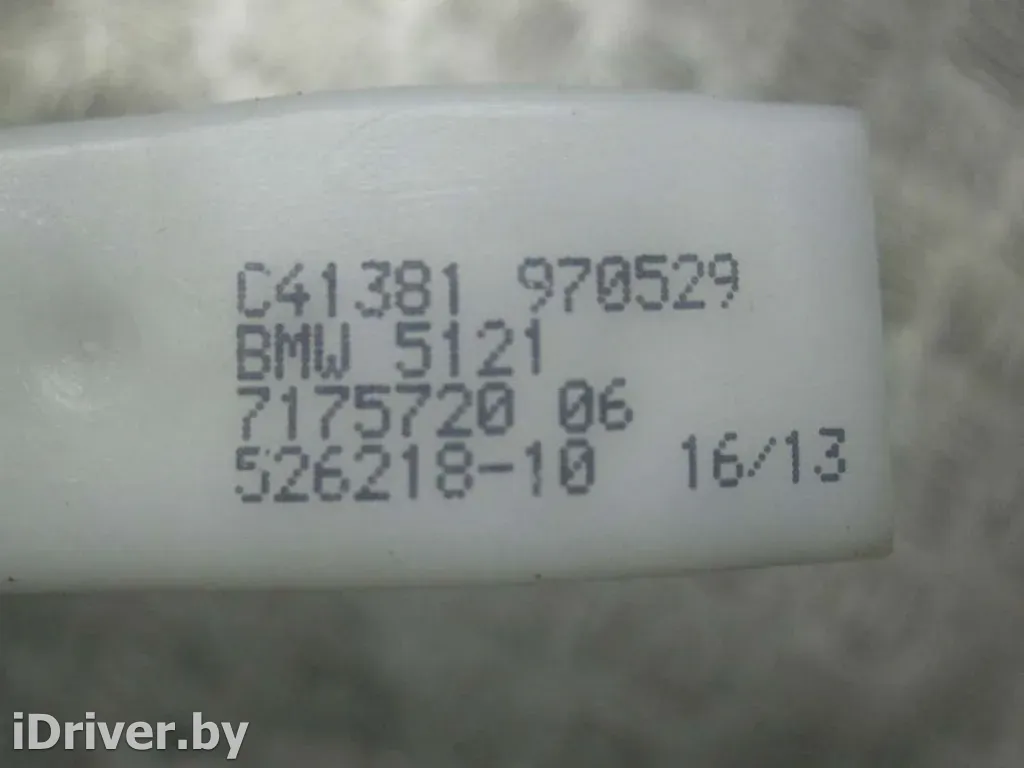 C41381 970529
BMW 5121
7175720 06
526218-10 16/13
iDriver.by